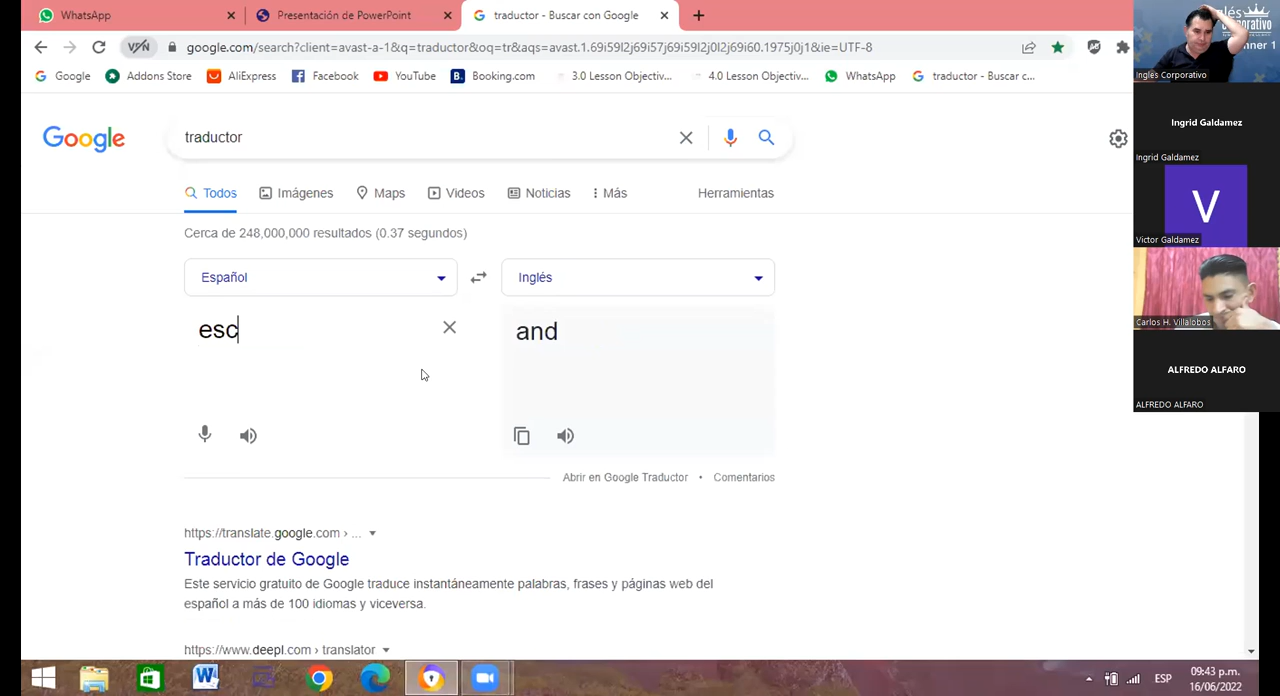 WhatsApp
Presentación de PowerPoint
traductor - Buscar con Google
VPN google.com/search?client=avast-a-1&q=traductor&oq=tr&aqs=avast.1.69i59l2j69i57j69i59l2j0l2j69i60.1975j0j1&ie=UTF-8
Google Addons Store AliExpress Facebook YouTube Booking.com 3.0 Lesson Objectiv... 4.0 Lesson Objectiv... WhatsApp traductor - Buscar c...
Google
traductor
Todos Imágenes Maps Videos Noticias Más Herramientas
Cerca de 248,000,000 resultados (0.37 segundos)
Español Inglés
esc
and
Abrir en Google Traductor • Comentarios
https://translate.google.com › ...
Traductor de Google
Este servicio gratuito de Google traduce instantáneamente palabras, frases y páginas web del
español a más de 100 idiomas y viceversa.
https://www.deepl.com › translator
Inglés Corporativo
Ingrid Galdamez
Ingrid Galdamez
V
Victor Galdamez
Carlos H. Villalobos
ALFREDO ALFARO
ALFREDO ALFARO
ESP
09:43 p.m.
16/06/2022